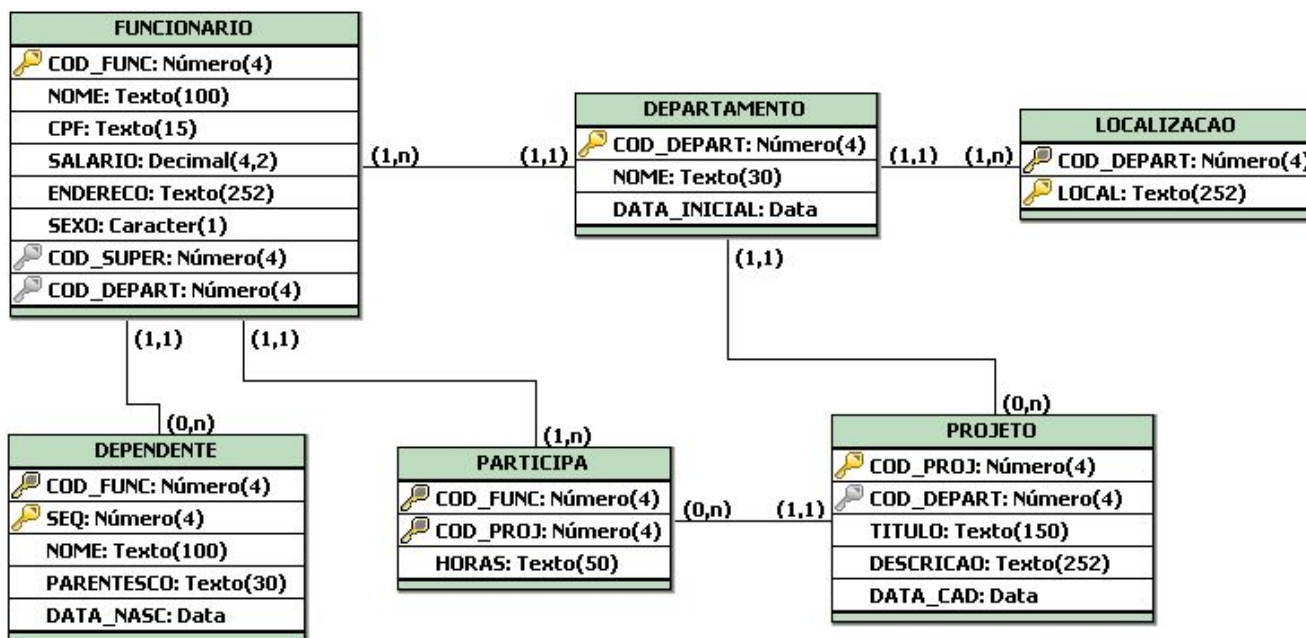 FUNCIONARIO
COD_FUNC: Número(4)
NOME: Texto(100)
CPF: Texto(15)
SALARIO: Decimal(4,2)
ENDERECO: Texto(252)
SEXO: Caracter(1)
COD_SUPER: Número(4)
COD_DEPART: Número(4)
(1,n)
(1,1)
DEPARTAMENTO
COD_DEPART: Número(4)
NOME: Texto(30)
DATA_INICIAL: Data
(1,1)
(1,n)
LOCALIZACAO
COD_DEPART: Número(4)
LOCAL: Texto(252)
(1,1)
(1,1)
(1,1)
(0,n)
(1,n)
(0,n)
DEPENDENTE
COD_FUNC: Número(4)
SEQ: Número(4)
NOME: Texto(100)
PARENTESCO: Texto(30)
DATA_NASC: Data
PARTICIPA
COD_FUNC: Número(4)
COD_PROJ: Número(4)
HORAS: Texto(50)
(0,n)
(1,1)
PROJETO
COD_PROJ: Número(4)
COD_DEPART: Número(4)
TITULO: Texto(150)
DESCRICAO: Texto(252)
DATA_CAD: Data